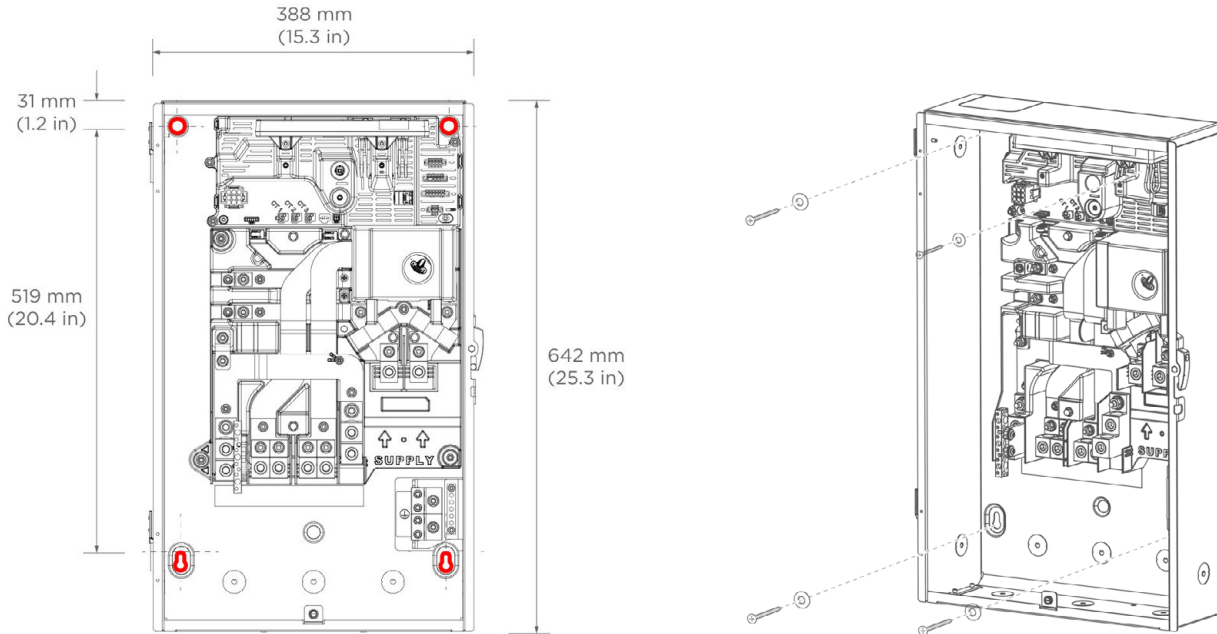 388 mm
(15.3 in)
31 mm
(1.2 in)
519 mm
(20.4 in)
642 mm
(25.3 in)
SUPPLY
SUPP